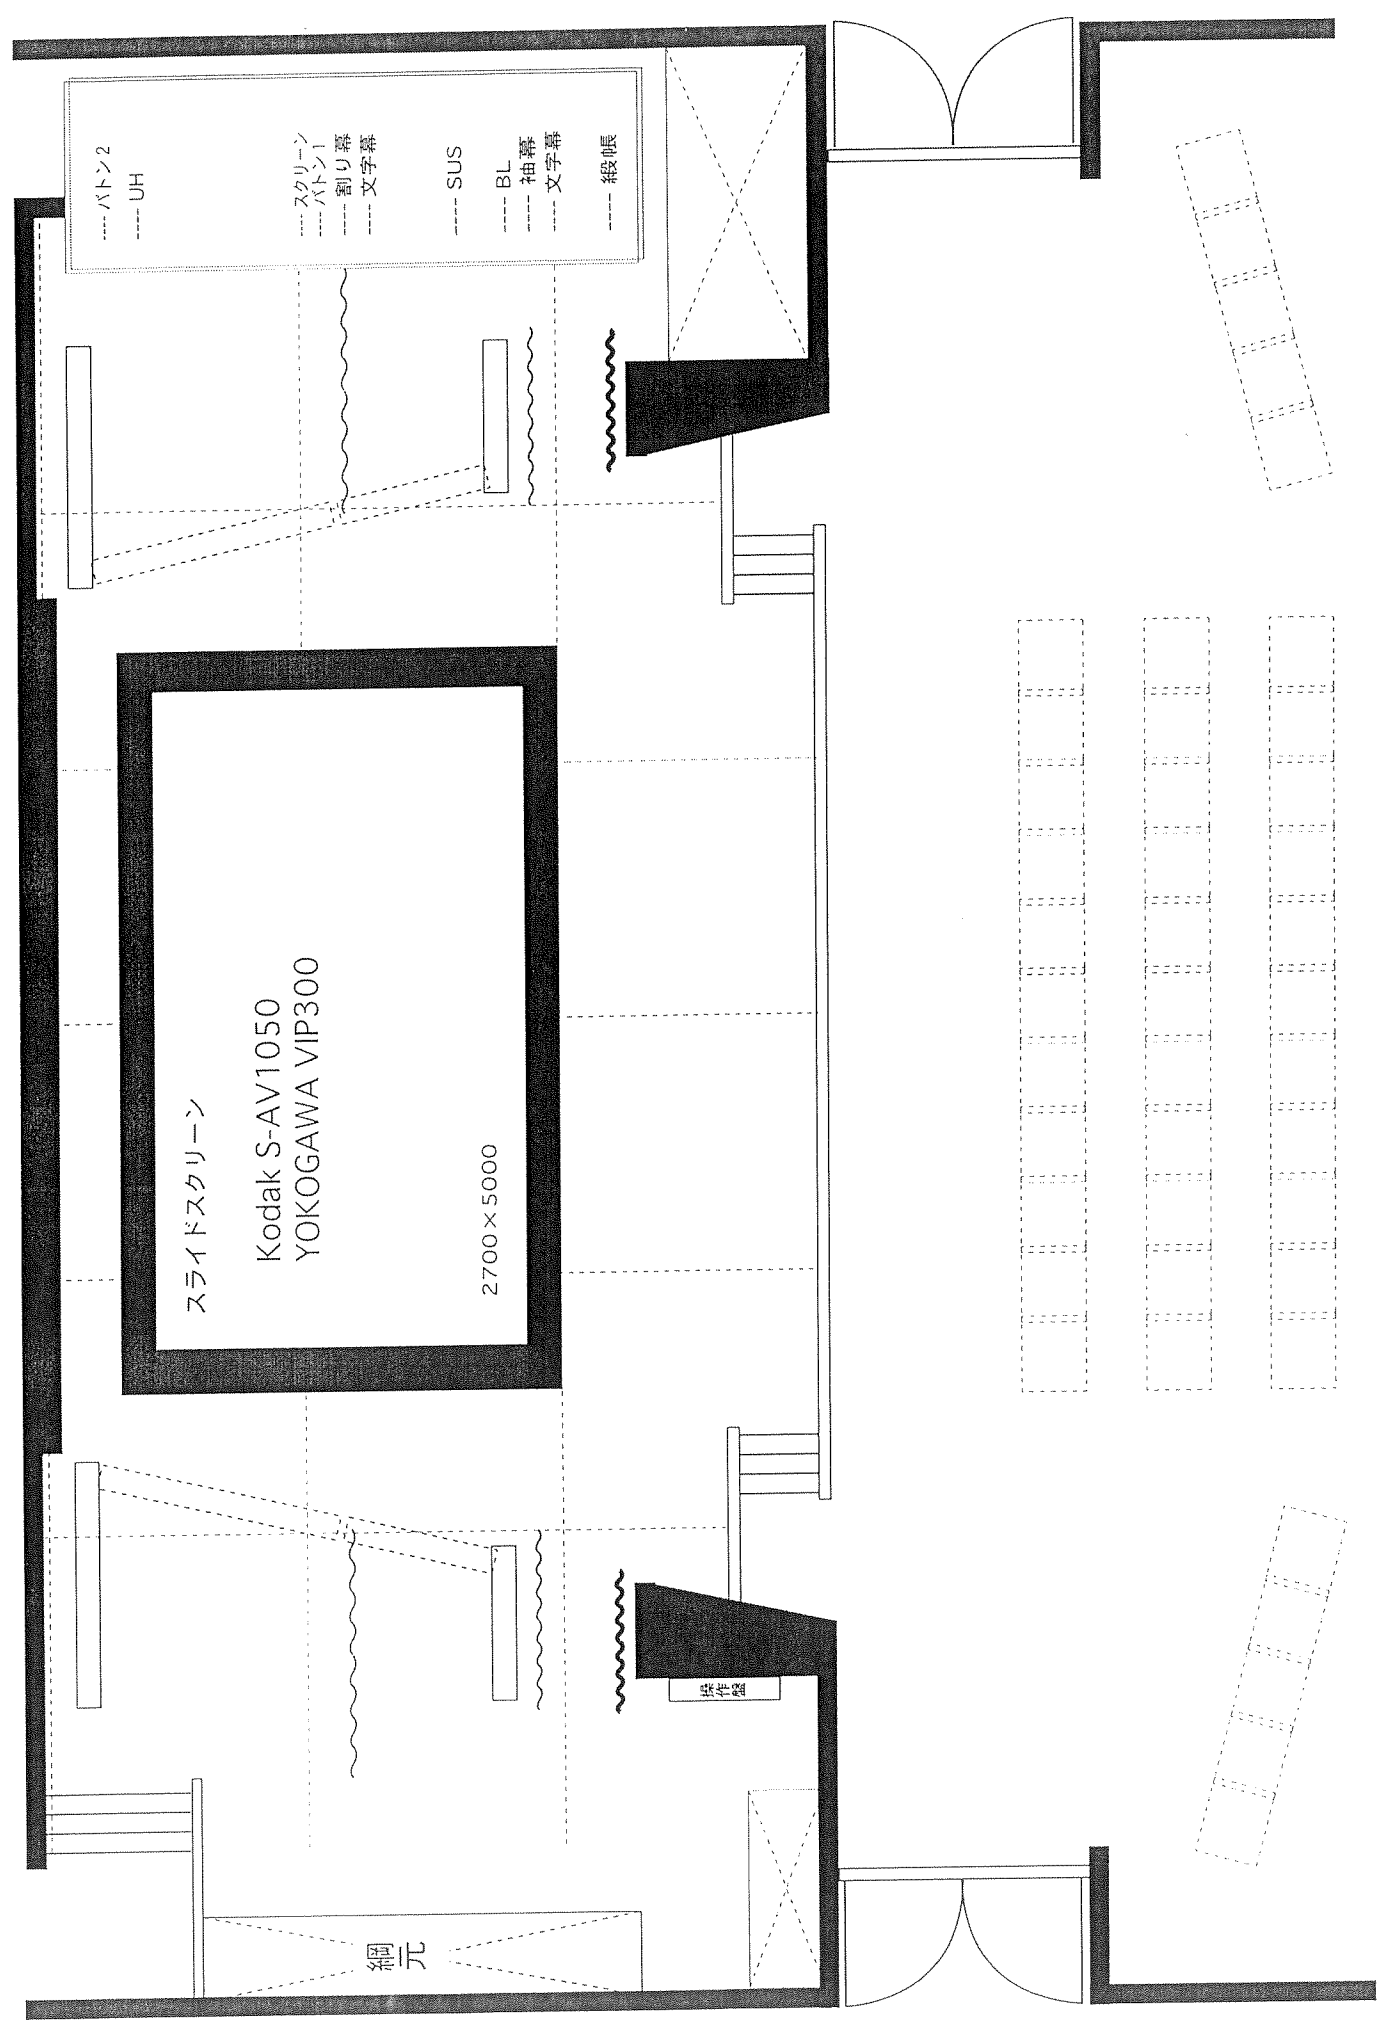 バトン2
UH
スクリーン
バトン1
割り幕
文字幕
SUS
BL
袖幕
文字幕
緞帳
スライドスクリーン
Kodak S-AV1050
YOKOGAWA VIP300
2700×5000
操作盤
綱元